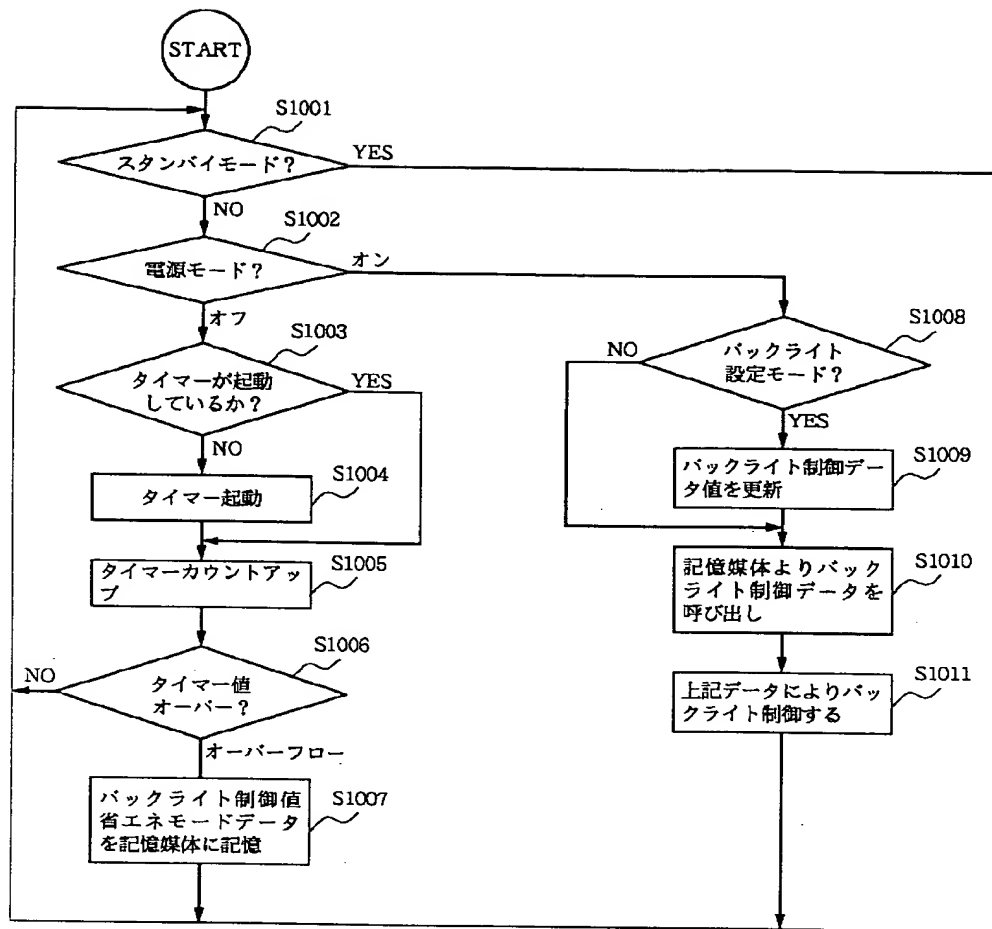 START
S1001
スタンバイモード?
YES
NO
S1002
電源モード?
オン
オフ
S1003
タイマーが起動
しているか?
YES
NO
S1004
タイマー起動
S1005
タイマーカウントアッ
プ
S1006
タイマー値
オーバー?
NO
オーバーフロー
S1007
バックライト制御値
省エネモードデータ
を記憶媒体に記憶
S1008
バックライト
設定モード?
NO
YES
S1009
バックライト制御デー
タ値を更新
S1010
記憶媒体よりバック
ライト制御データを
呼び出し
S1011
上記データによりバッ
クライト制御する